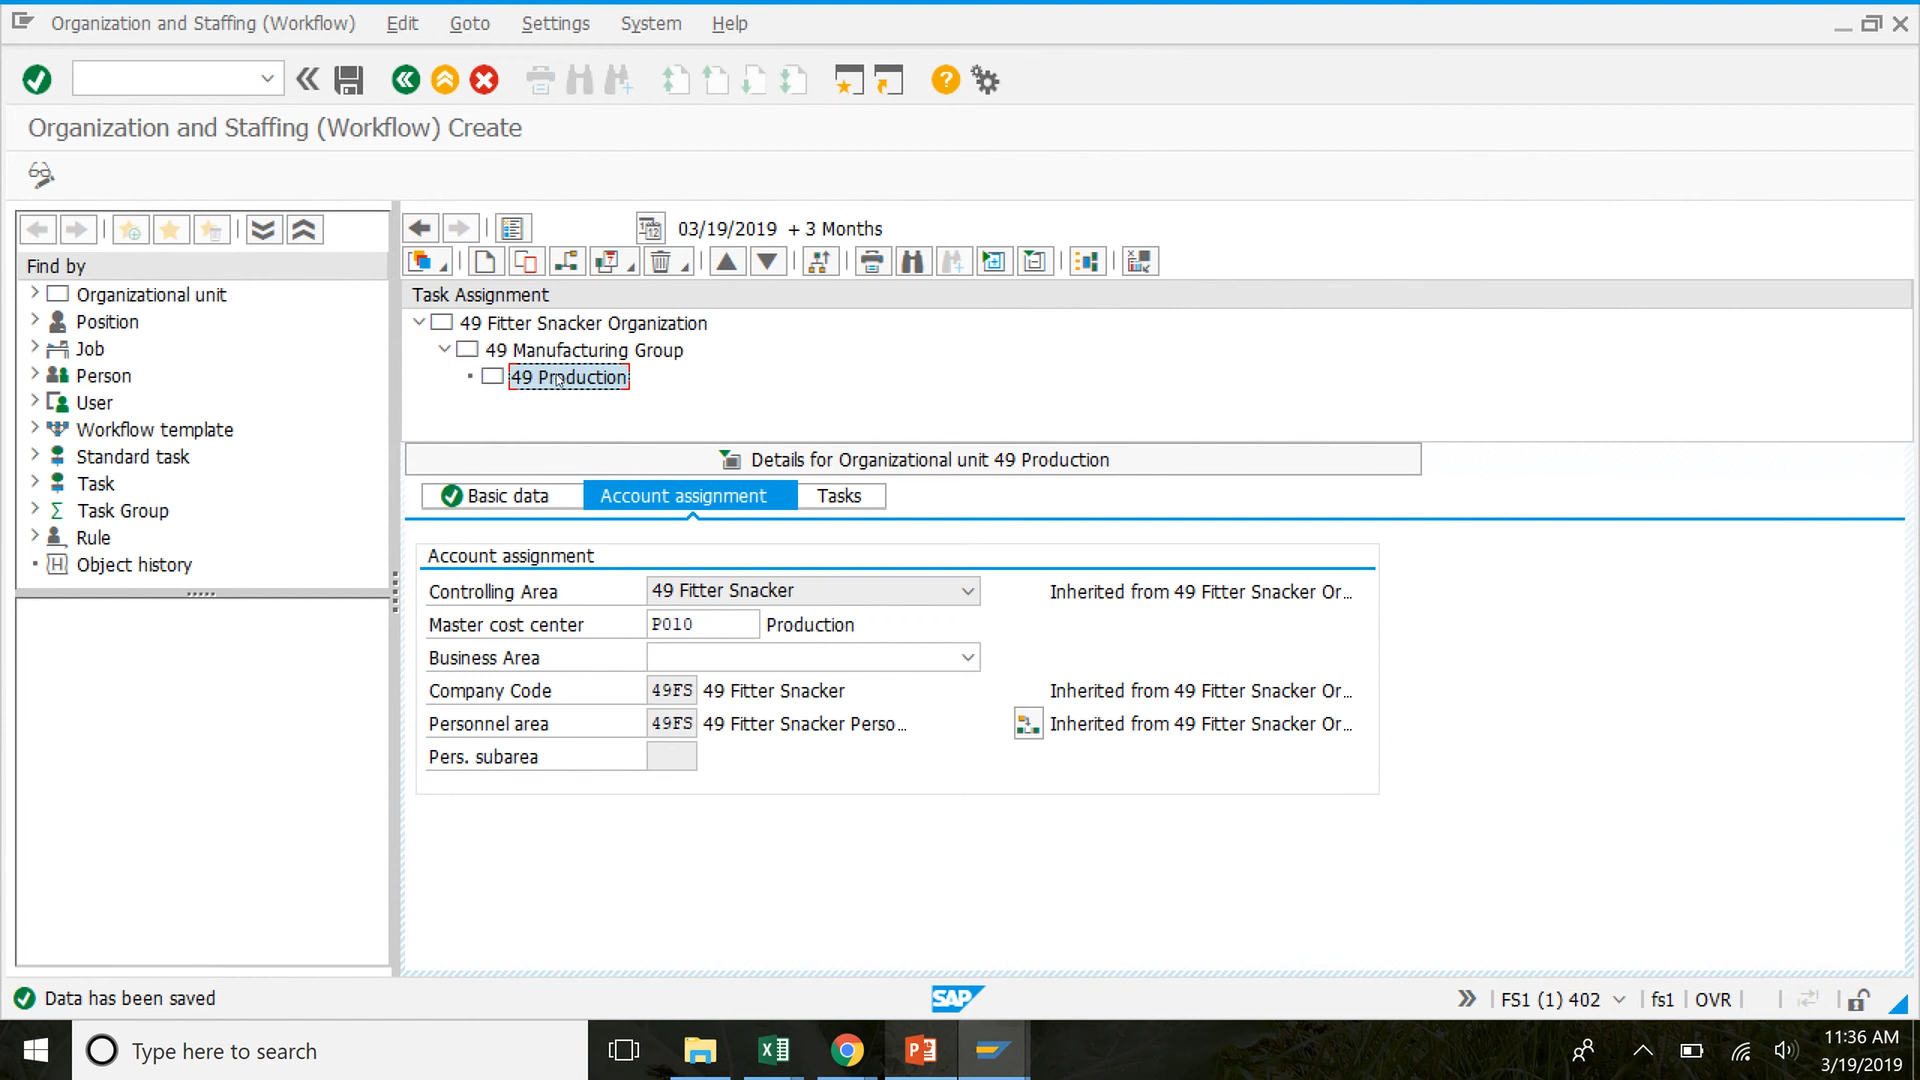 Organization and Staffing (Workflow) Edit Goto Settings System Help
Organization and Staffing (Workflow) Create
03/19/2019 + 3 Months
Find by
Organizational unit
Position
Job
Person
User
Workflow template
Standard task
Task
Task Group
Rule
Object history
Task Assignment
49 Fitter Snacker Organization
49 Manufacturing Group
49 Production
Details for Organizational unit 49 Production
Basic data Account assignment Tasks
Account assignment
Controlling Area 49 Fitter Snacker Inherited from 49 Fitter Snacker Or...
Master cost center P010 Production
Business Area
Company Code 49FS 49 Fitter Snacker Inherited from 49 Fitter Snacker Or...
Personnel area 49FS 49 Fitter Snacker Perso... Inherited from 49 Fitter Snacker Or...
Pers. subarea
Data has been saved SAP FS1 (1) 402 fs1 OVR
Type here to search
11:36 AM
3/19/2019